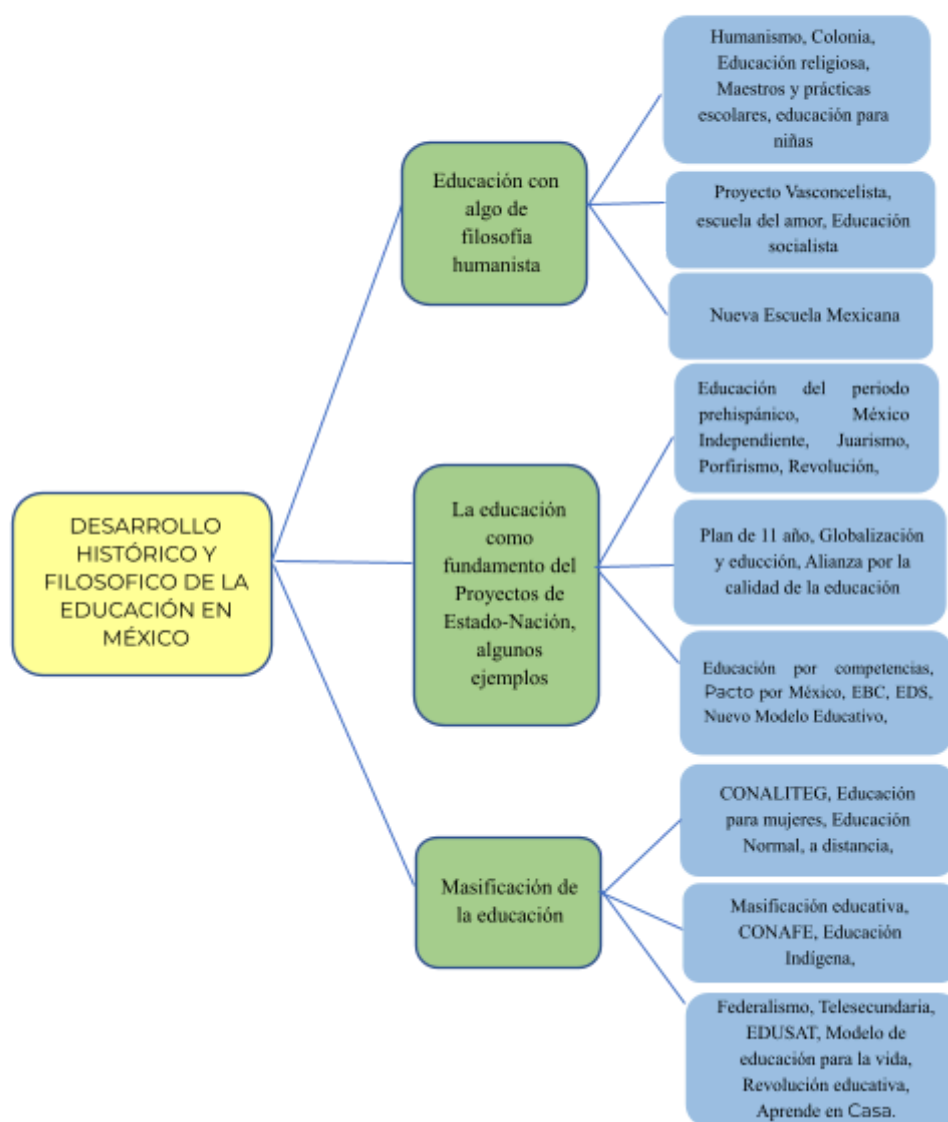 DESARROLLO
HISTÓRICO Y
FILOSOFICO DE LA
EDUCACIÓN EN
MÉXICO
Educación con
algo de
filosofía
humanista
Humanismo, Colonia,
Educación religiosa,
Maestros y prácticas
escolares, educación para
niñas
Proyecto Vasconcelista,
escuela del amor, Educación
socialista
Nueva Escuela Mexicana
La educación
como
fundamento del
Proyectos de
Estado-Nación,
algunos
ejemplos
Educación del periodo
prehispánico, México
Independiente, Juarismo,
Porfirismo, Revolución,
Plan de 11 año, Globalización
y educción, Alianza por la
calidad de la educación
Educación por competencias,
Pacto por México, EBC, EDS,
Nuevo Modelo Educativo,
Masificación de
la educación
CONALITEG, Educación
para mujeres, Educación
Normal, a distancia,
Masificación educativa,
CONAFE, Educación
Indígena,
Federalismo, Telesecundaria,
EDUSAT, Modelo de
educación para la vida,
Revolución educativa,
Aprende en Casa.